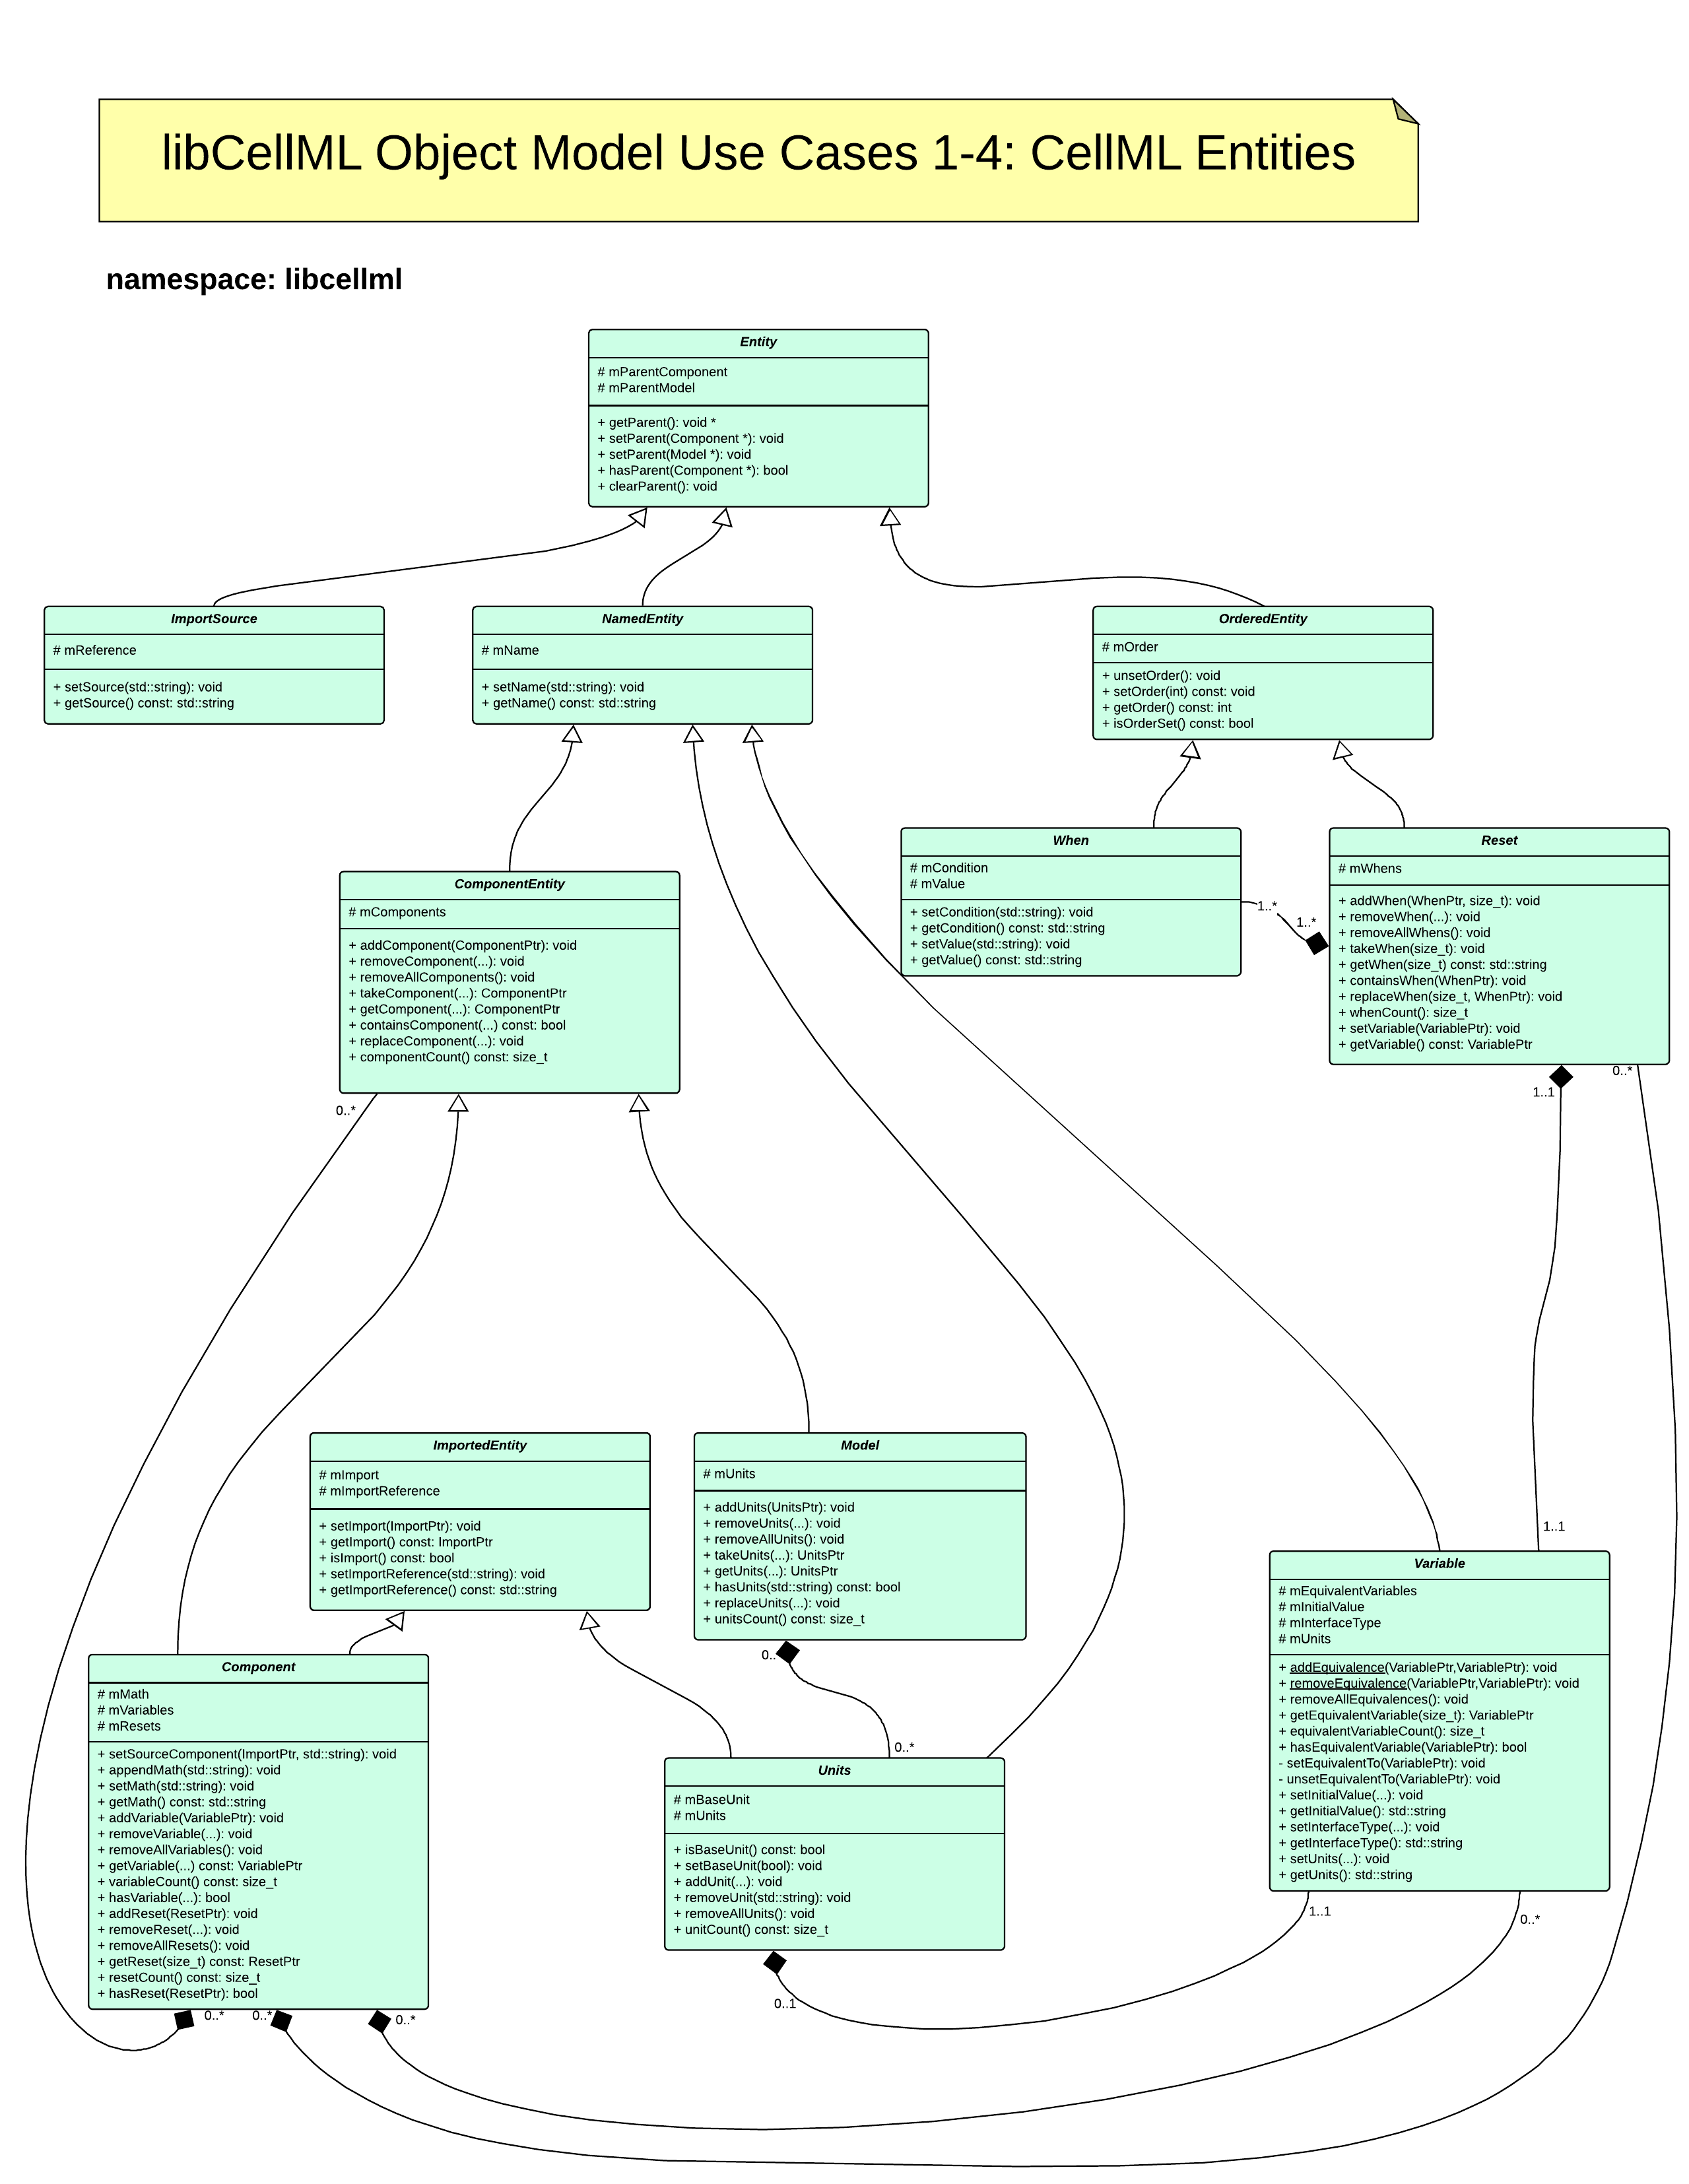 libCellML Object Model Use Cases 1-4: CellML Entities
namespace: libcellml
Entity
# mParentComponent
# mParentModel
+ getParent(): void *
+ setParent(Component *): void
+ setParent(Model *): void
+ hasParent(Component *): bool
+ clearParent(): void
ImportSource
# mReference
+ setSource(std::string): void
+ getSource() const: std::string
NamedEntity
# mName
+ setName(std::string): void
+ getName() const: std::string
OrderedEntity
# mOrder
+ unsetOrder(): void
+ setOrder(int) const: void
+ getOrder() const: int
+ isOrderSet() const: bool
When
# mCondition
# mValue
+ setCondition(std::string): void
+ getCondition() const: std::string
+ setValue(std::string): void
+ getValue() const: std::string
1..*
1..*
Reset
# mWhens
+ addWhen(WhenPtr, size_t): void
+ removeWhen(...): void
+ removeAllWhens(): void
+ takeWhen(size_t): void
+ getWhen(size_t) const: std::string
+ containsWhen(WhenPtr): void
+ replaceWhen(size_t, WhenPtr): void
+ whenCount(): size_t
+ setVariable(VariablePtr): void
+ getVariable() const: VariablePtr
1..1
0..*
ComponentEntity
# mComponents
+ addComponent(ComponentPtr): void
+ removeComponent(...): void
+ removeAllComponents(): void
+ takeComponent(...): ComponentPtr
+ getComponent(...): ComponentPtr
+ containsComponent(...) const: bool
+ replaceComponent(...): void
+ componentCount() const: size_t
0..*
ImportedEntity
# mImport
# mImportReference
+ setImport(ImportPtr): void
+ getImport() const: ImportPtr
+ isImport() const: bool
+ setImportReference(std::string): void
+ getImportReference() const: std::string
Model
# mUnits
+ addUnits(UnitsPtr): void
+ removeUnits(...): void
+ removeAllUnits(): void
+ takeUnits(...): UnitsPtr
+ getUnits(...): UnitsPtr
+ hasUnits(std::string) const: bool
+ replaceUnits(...): void
+ unitsCount() const: size_t
0..
0..*
1..1
Variable
# mEquivalentVariables
# mInitialValue
# mInterfaceType
# mUnits
+ addEquivalence(VariablePtr,VariablePtr): void
+ removeEquivalence(VariablePtr,VariablePtr): void
+ removeAllEquivalences(): void
+ getEquivalentVariable(size_t): VariablePtr
+ equivalentVariableCount(): size_t
+ hasEquivalentVariable(VariablePtr): bool
- setEquivalentTo(VariablePtr): void
- unsetEquivalentTo(VariablePtr): void
+ setInitialValue(...): void
+ getInitialValue(): std::string
+ setInterfaceType(...): void
+ getInterfaceType(): std::string
+ setUnits(...): void
+ getUnits(): std::string
1..1
0..*
Component
# mMath
# mVariables
# mResets
+ setSourceComponent(ImportPtr, std::string): void
+ appendMath(std::string): void
+ setMath(std::string): void
+ getMath() const: std::string
+ addVariable(VariablePtr): void
+ removeVariable(...): void
+ removeAllVariables(): void
+ getVariable(...) const: VariablePtr
+ variableCount() const: size_t
+ hasVariable(...): bool
+ addReset(ResetPtr): void
+ removeReset(...): void
+ removeAllResets(): void
+ getReset(size_t) const: ResetPtr
+ resetCount() const: size_t
+ hasReset(ResetPtr): bool
0..*
0..*
0..*
Units
# mBaseUnit
# mUnits
+ isBaseUnit() const: bool
+ setBaseUnit(bool): void
+ addUnit(...): void
+ removeUnit(std::string): void
+ removeAllUnits(): void
+ unitCount() const: size_t
0..1